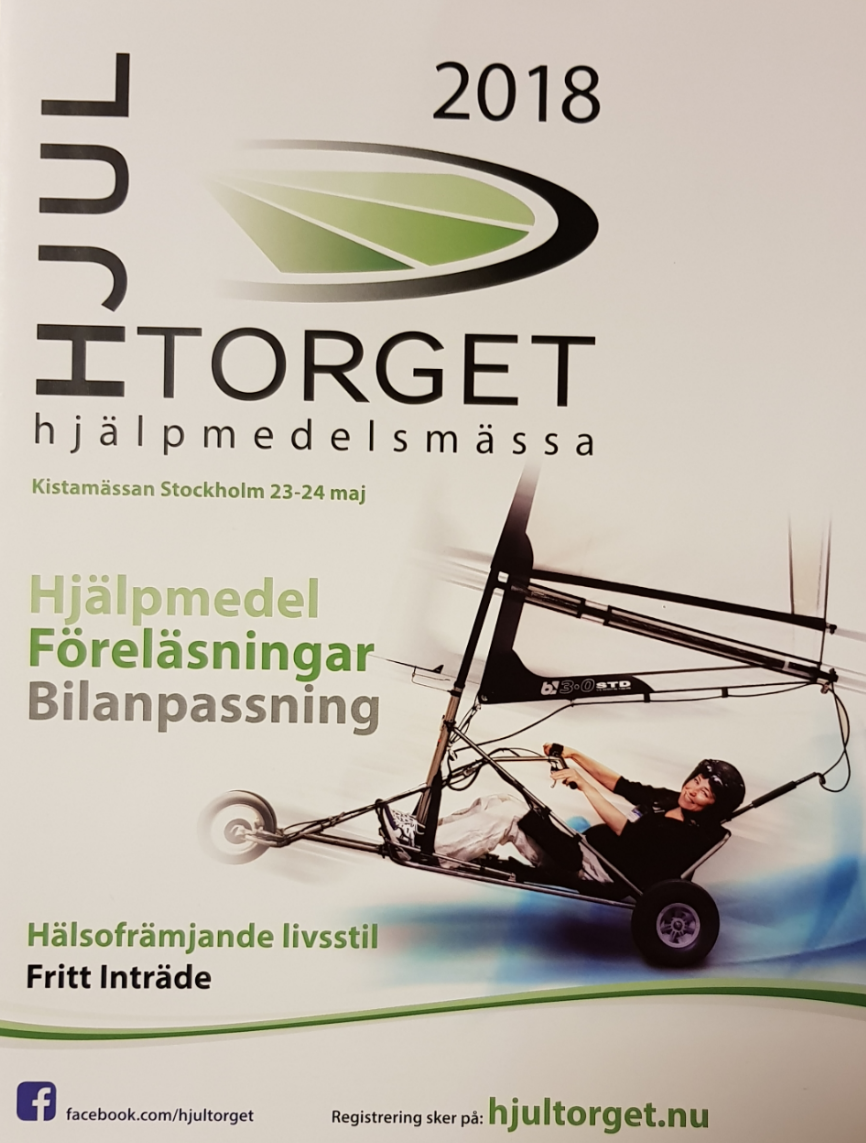 2018
HJUL
TORGET
hjälpmedelsmässa
Kistamässan Stockholm 23-24 maj
Hjälpmedel
Föreläsningar
Bilanpassning
3.0 STD
Hälsofrämjande livsstil
Fritt Inträde
facebook.com/hjultorget
Registrering sker på: hjultorget.nu